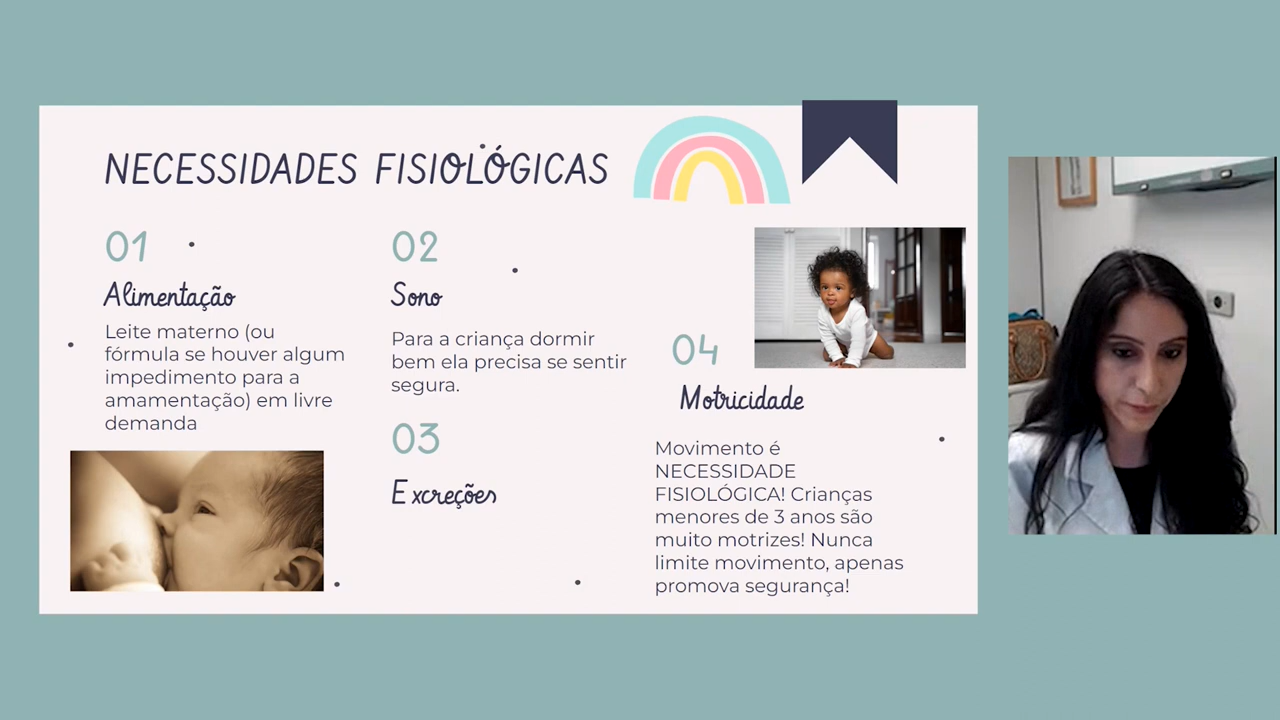 NECESSIDADES FISIOLÓGICAS
01
Alimentação
Leite materno (ou
fórmula se houver algum
impedimento para a
amamentação) em livre
demanda
02
Sono
Para a criança dormir
bem ela precisa se sentir
segura.
03
Excreções
04
Motricidade
Movimento é
NECESSIDADE
FISIOLÓGICA! Crianças
menores de 3 anos são
muito motrizes! Nunca
limite movimento, apenas
promova segurança!